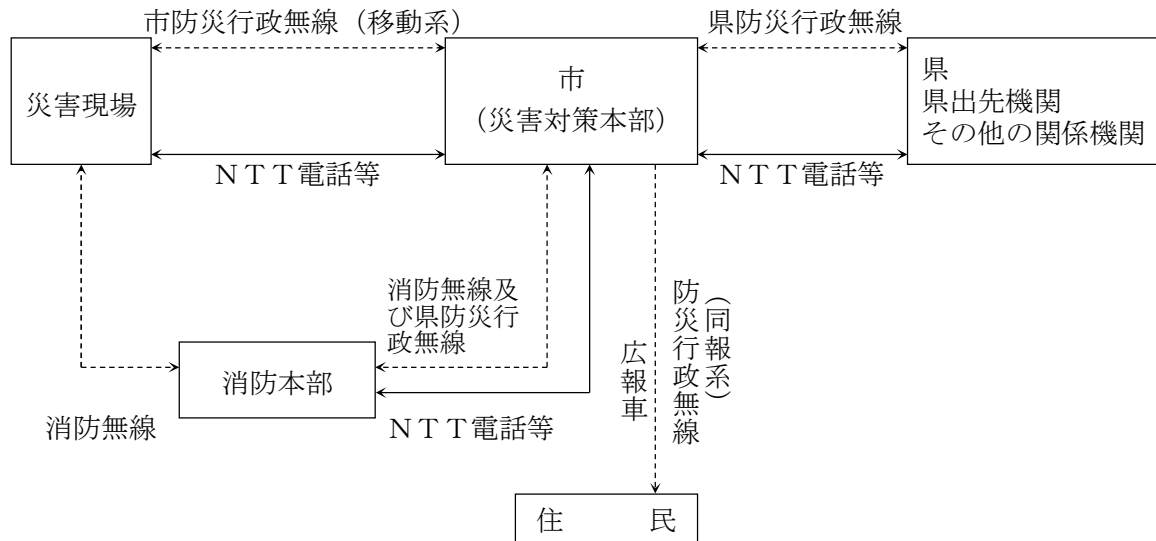 市防災行政無線（移動系）
県防災行政無線
災害現場
市
（災害対策本部）
県
県出先機関
その他の関係機関
ＮＴＴ電話等
ＮＴＴ電話等
消防無線及
び県防災行
政無線
広報車
防災行政無線
（同報系）
消防本部
消防無線
ＮＴＴ電話等
住　　　民